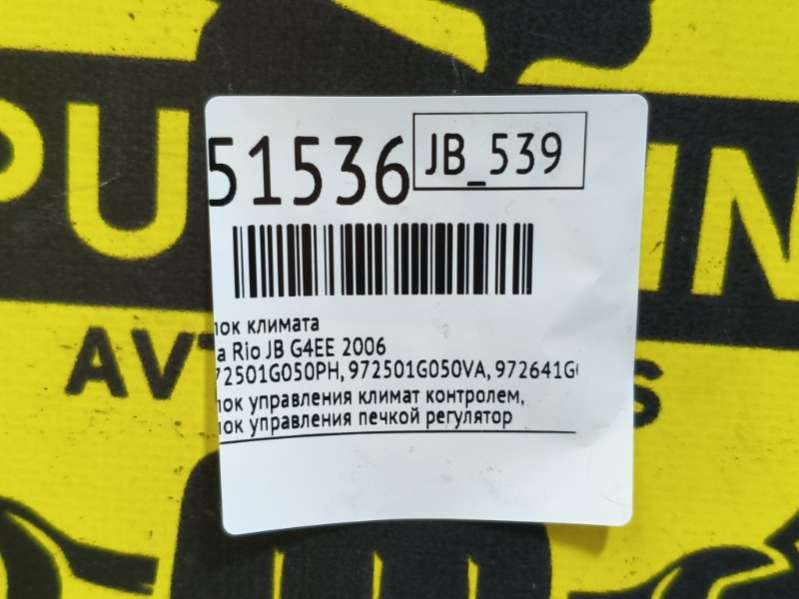 51536
JB_539
лок климата
a Rio JB G4EE 2006
72501G050PH, 972501G050VA, 972641G
лок управления климат контролем,
лок управления печкой регулятор
PU IN
AVT S